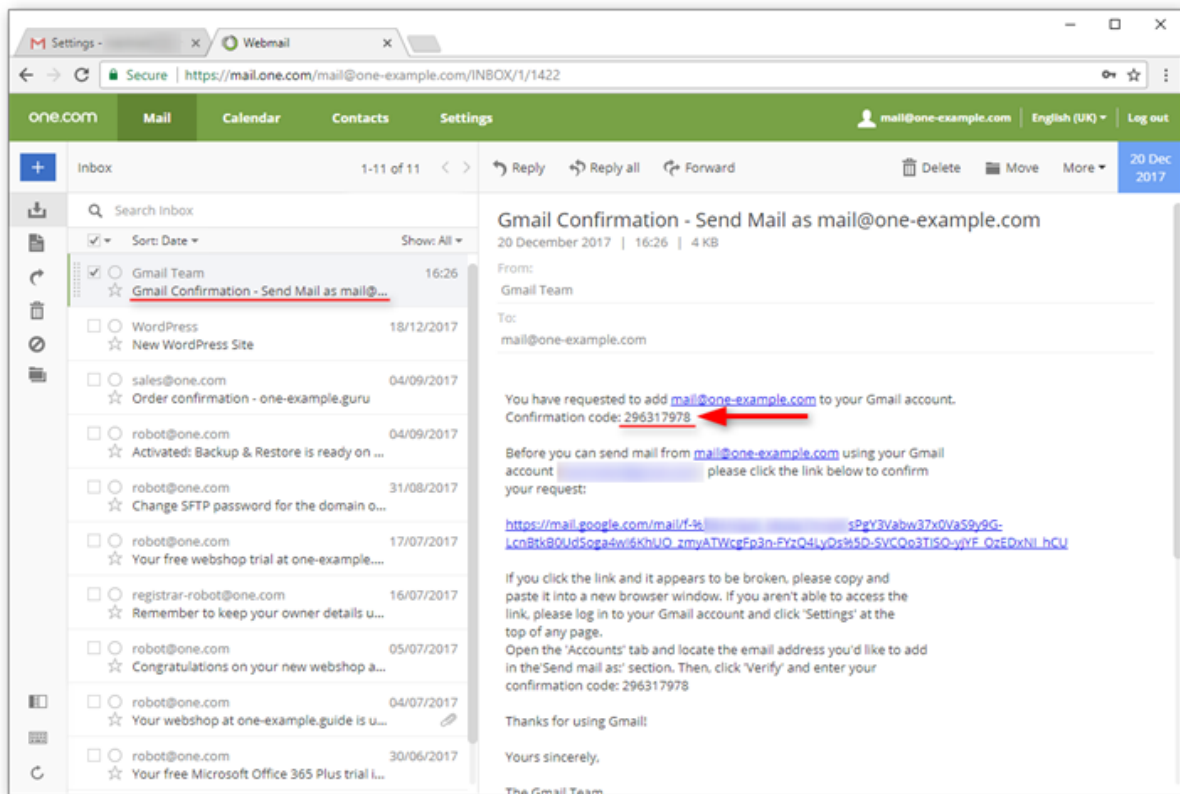 Settings -
Webmail
Secure | https://mail.one.com/mail@one-example.com/INBOX/1/1422
one.com Mail Calendar Contacts Settings mail@one-example.com English (UK) Log out
Inbox 1-11 of 11 Reply Reply all Forward Delete Move More 20 Dec
2017
Search Inbox
Sort: Date Show: All
Gmail Team 16:26
Gmail Confirmation - Send Mail as mail@...
WordPress 18/12/2017
New WordPress Site
sales@one.com 04/09/2017
Order confirmation - one-example.guru
robot@one.com 04/09/2017
Activated: Backup & Restore is ready on ...
robot@one.com 31/08/2017
Change SFTP password for the domain o...
robot@one.com 17/07/2017
Your free webshop trial at one-example....
registrar-robot@one.com 16/07/2017
Remember to keep your owner details u...
robot@one.com 05/07/2017
Congratulations on your new webshop a...
robot@one.com 04/07/2017
Your webshop at one-example.guide is u...
robot@one.com 30/06/2017
Your free Microsoft Office 365 Plus trial i...
Gmail Confirmation - Send Mail as mail@one-example.com
20 December 2017 | 16:26 | 4 KB
From:
Gmail Team
To:
mail@one-example.com
You have requested to add mail@one-example.com to your Gmail account.
Confirmation code: 296317978
Before you can send mail from mail@one-example.com using your Gmail
account please click the link below to confirm
your request:
https://mail.google.com/mail/f-% sPgY3Vabw37x0VaS9y9G-
LcnBtkB0UdSoga4wI6KhUO_zmyATWcgFp3n-FYzQ4LyDs%5D-SVCQo3TISO-yjYF_OzEDxNI_hCU
If you click the link and it appears to be broken, please copy and
paste it into a new browser window. If you aren't able to access the
link, please log in to your Gmail account and click 'Settings' at the
top of any page.
Open the 'Accounts' tab and locate the email address you'd like to add
in the'Send mail as:' section. Then, click 'Verify' and enter your
confirmation code: 296317978
Thanks for using Gmail!
Yours sincerely,
The Gmail Team